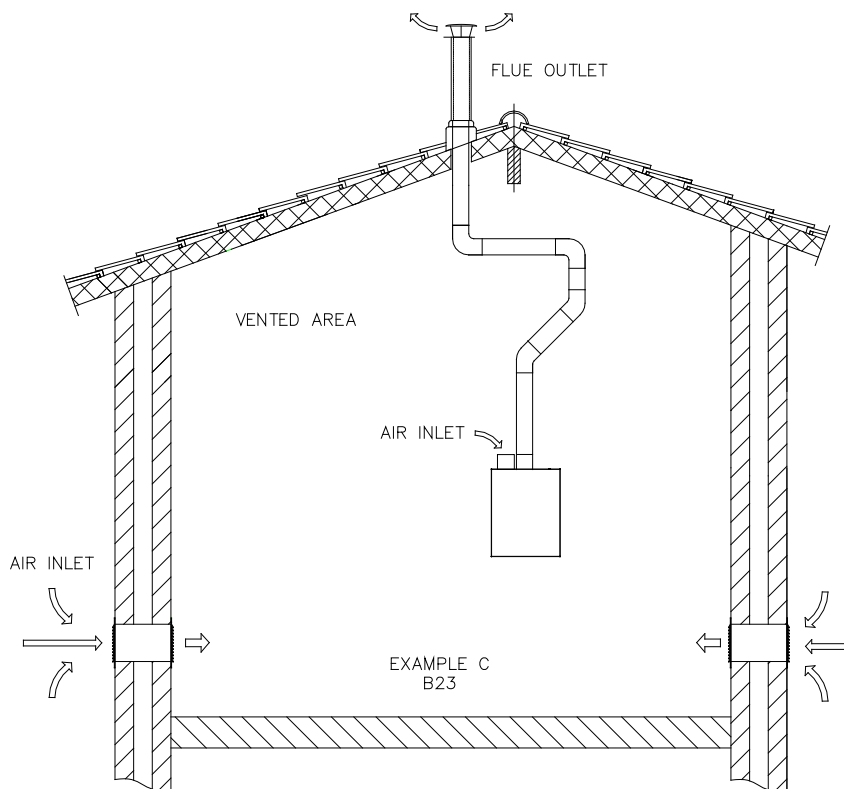 FLUE OUTLET
VENTED AREA
AIR INLET
AIR INLET
EXAMPLE C
B23